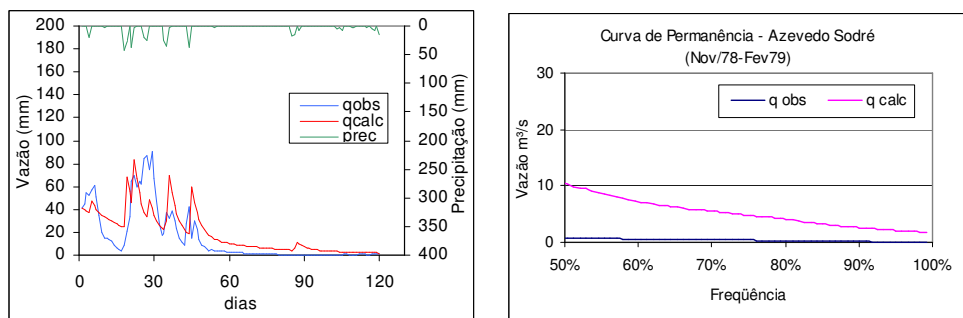 200
180
160
140
120
100
80
60
40
20
0
Vazão (mm)
0
30
60
90
120
dias
0
50
100
150
200
250
300
350
400
Precipitação (mm)
qobs
qcalc
prec
Curva de Permanência - Azevedo Sodré
(Nov/78-Fev79)
30
20
10
0
Vazão m³/s
q obs
q calc
50%
60%
70%
80%
90%
100%
Freqüência